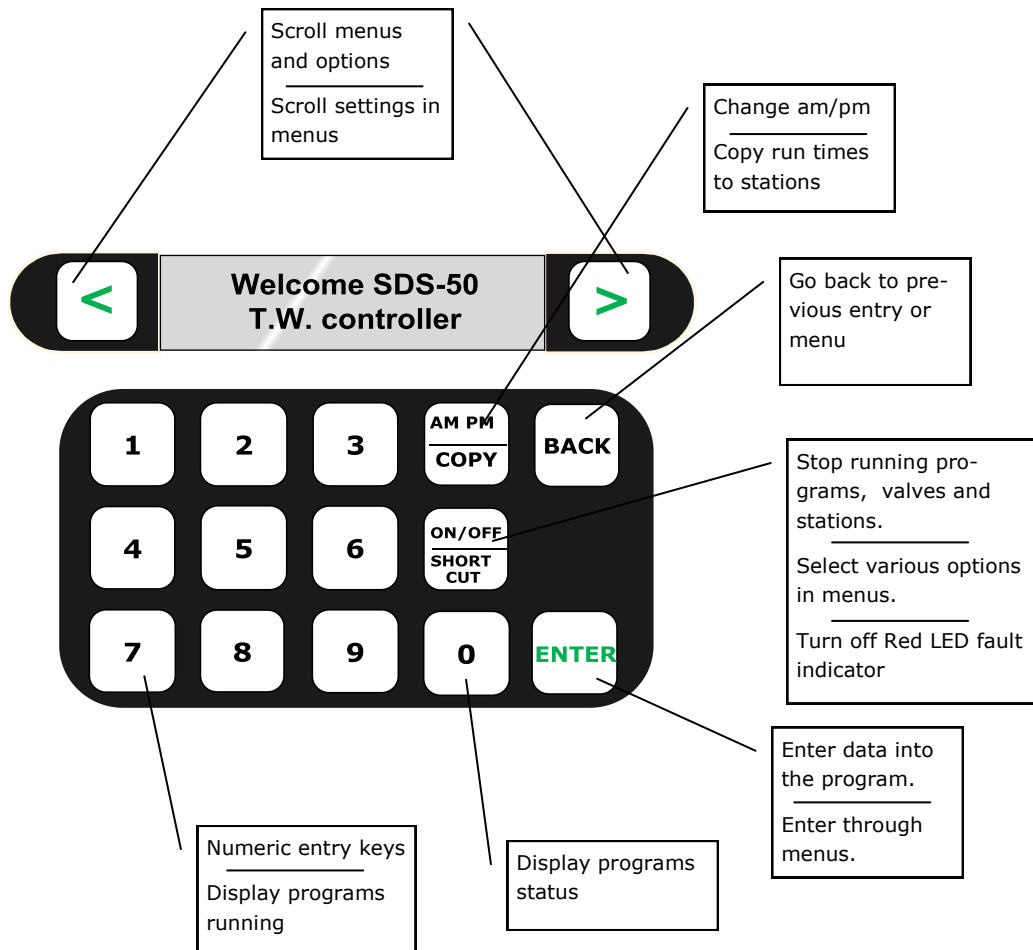 Scroll menus
and options
Scroll settings in
menus
Change am/pm
Copy run times
to stations
<
Welcome SDS-50
T.W. controller
>
Go back to pre-
vious entry or
menu
1
2
3
AM PM
COPY
BACK
Stop running pro-
grams, valves and
stations.
Select various options
in menus.
Turn off Red LED fault
indicator
4
5
6
ON/OFF
SHORT
CUT
7
8
9
0
ENTER
Enter data into
the program.
Enter through
menus.
Numeric entry keys
Display programs
running
Display programs
status